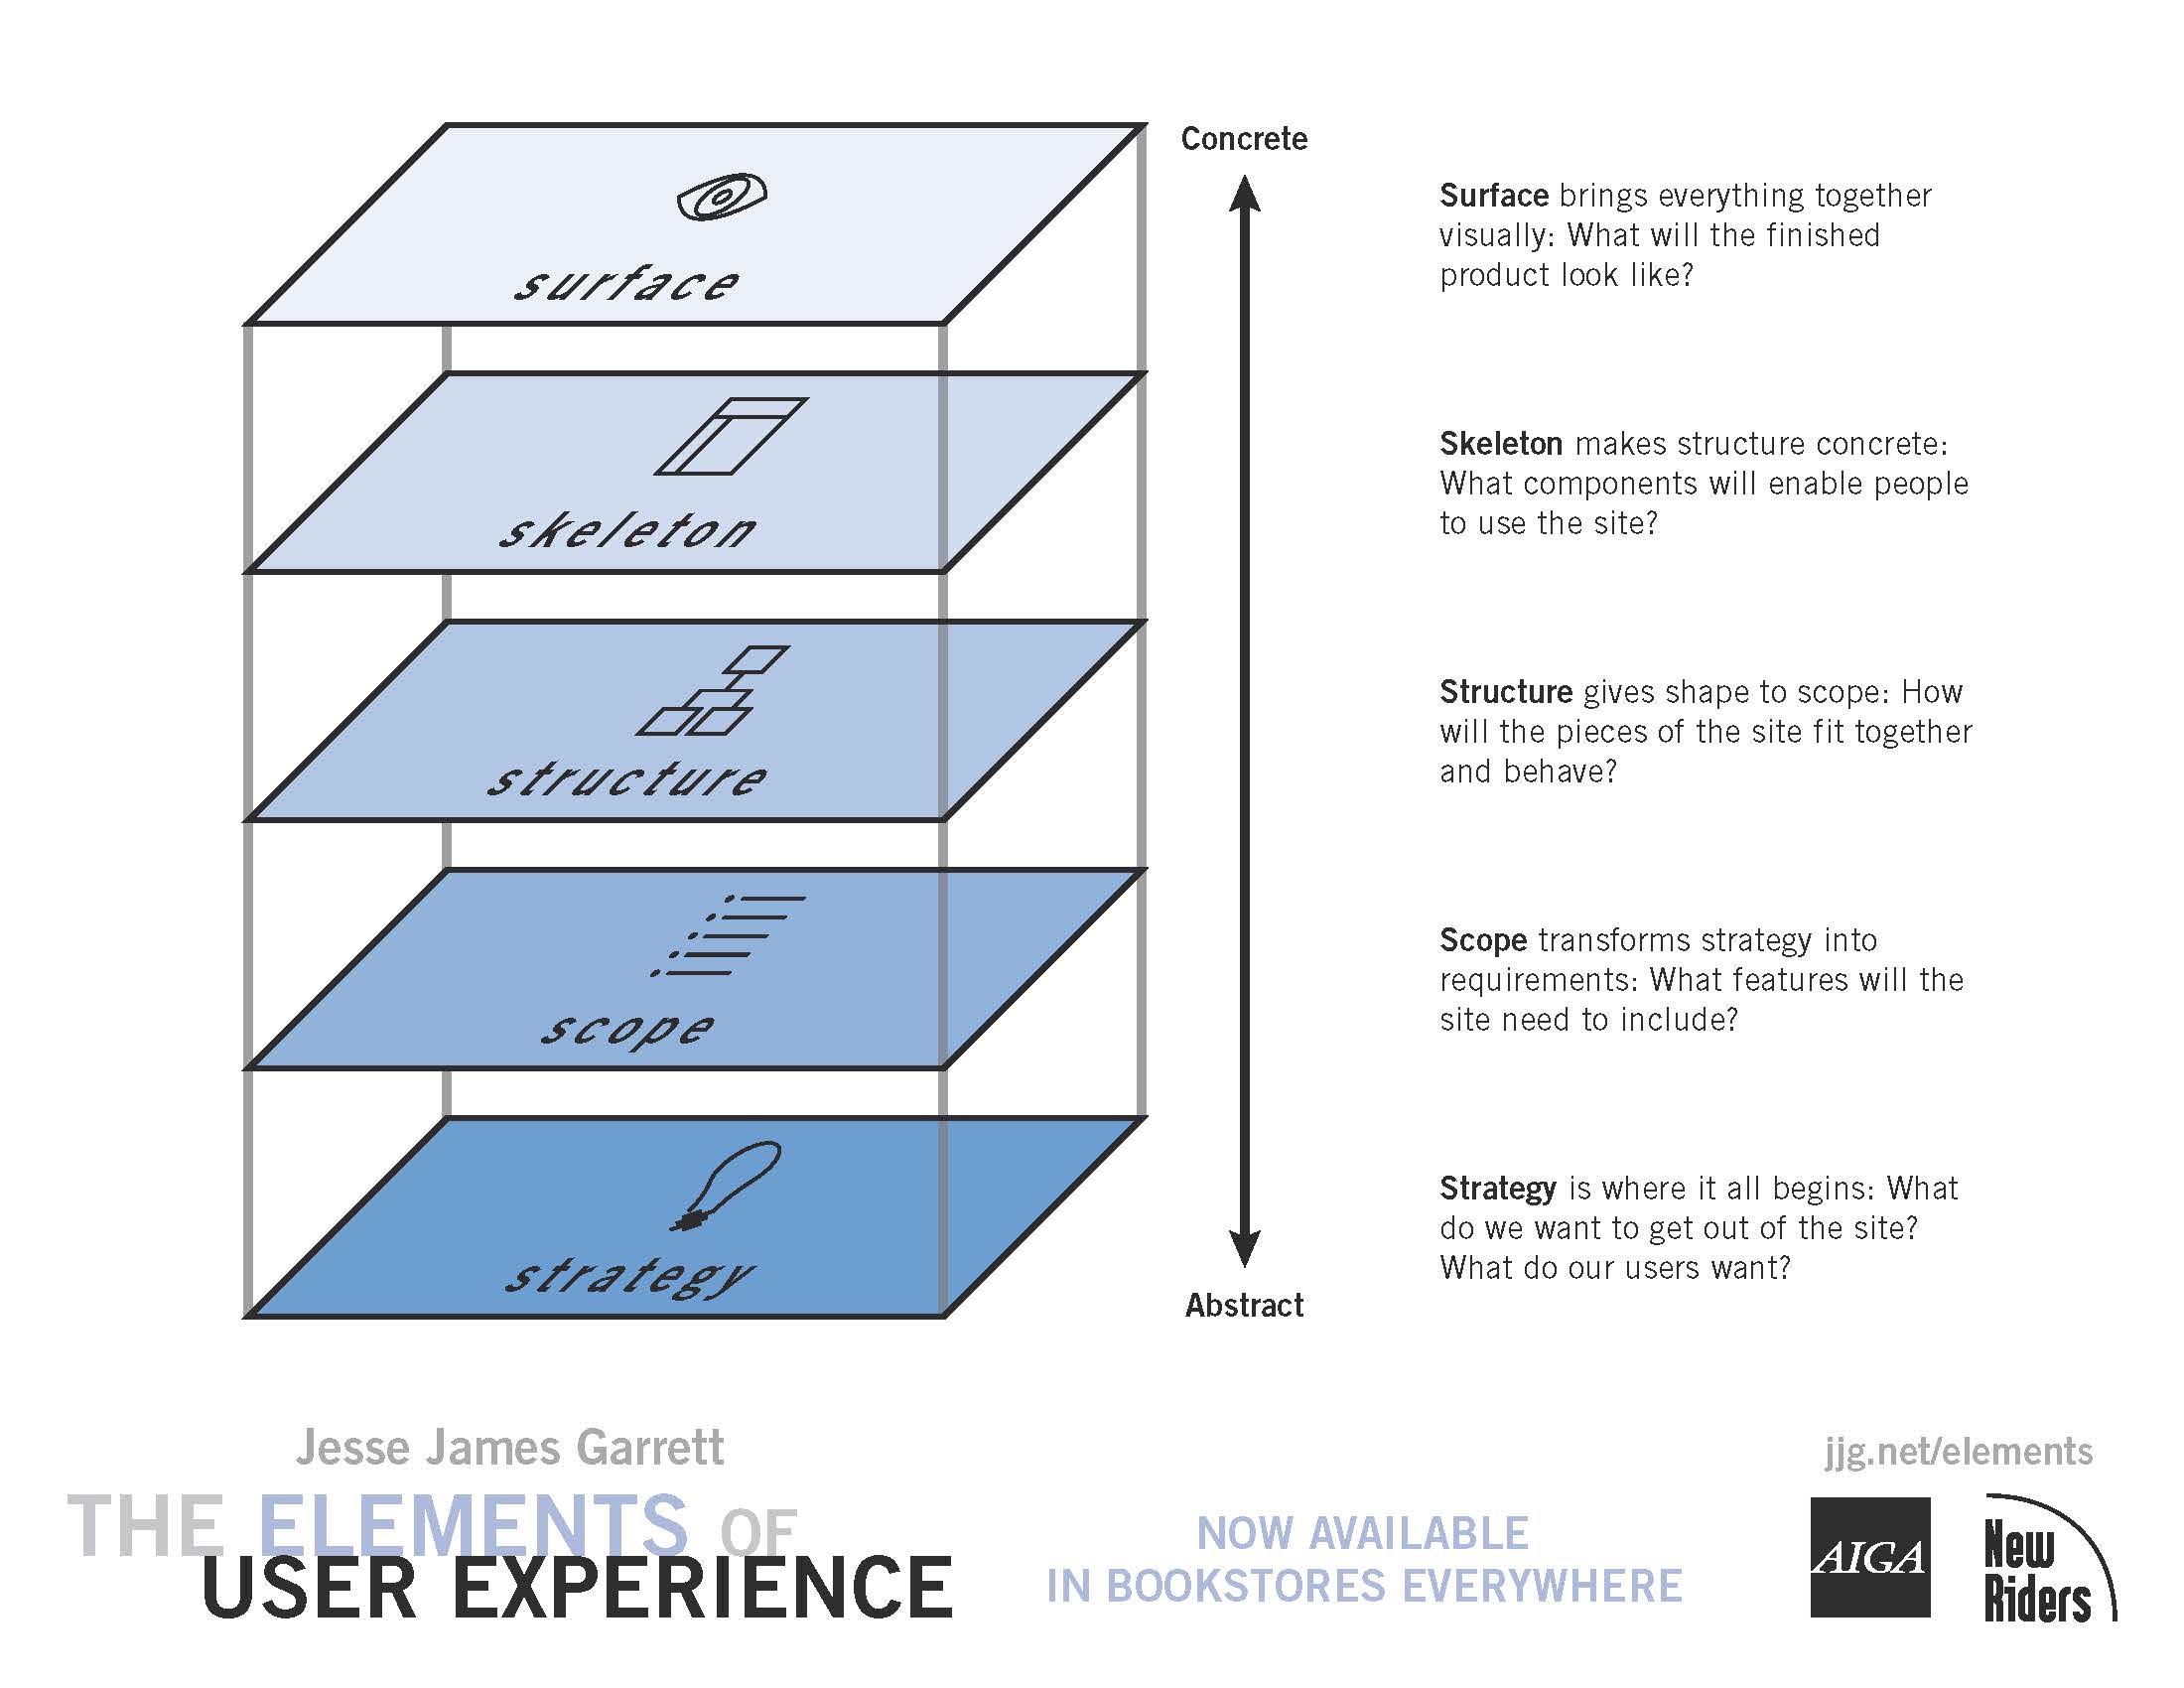 Concrete
surface
Surface brings everything together
visually: What will the finished
product look like?
skeleton
Skeleton makes structure concrete:
What components will enable people
to use the site?
structure
Structure gives shape to scope: How
will the pieces of the site fit together
and behave?
scope
Scope transforms strategy into
requirements: What features will the
site need to include?
strategy
Strategy is where it all begins: What
do we want to get out of the site?
What do our users want?
Abstract
Jesse James Garrett
THE ELEMENTS OF
USER EXPERIENCE
NOW AVAILABLE
IN BOOKSTORES EVERYWHERE
jjg.net/elements
AIGA
New
Riders